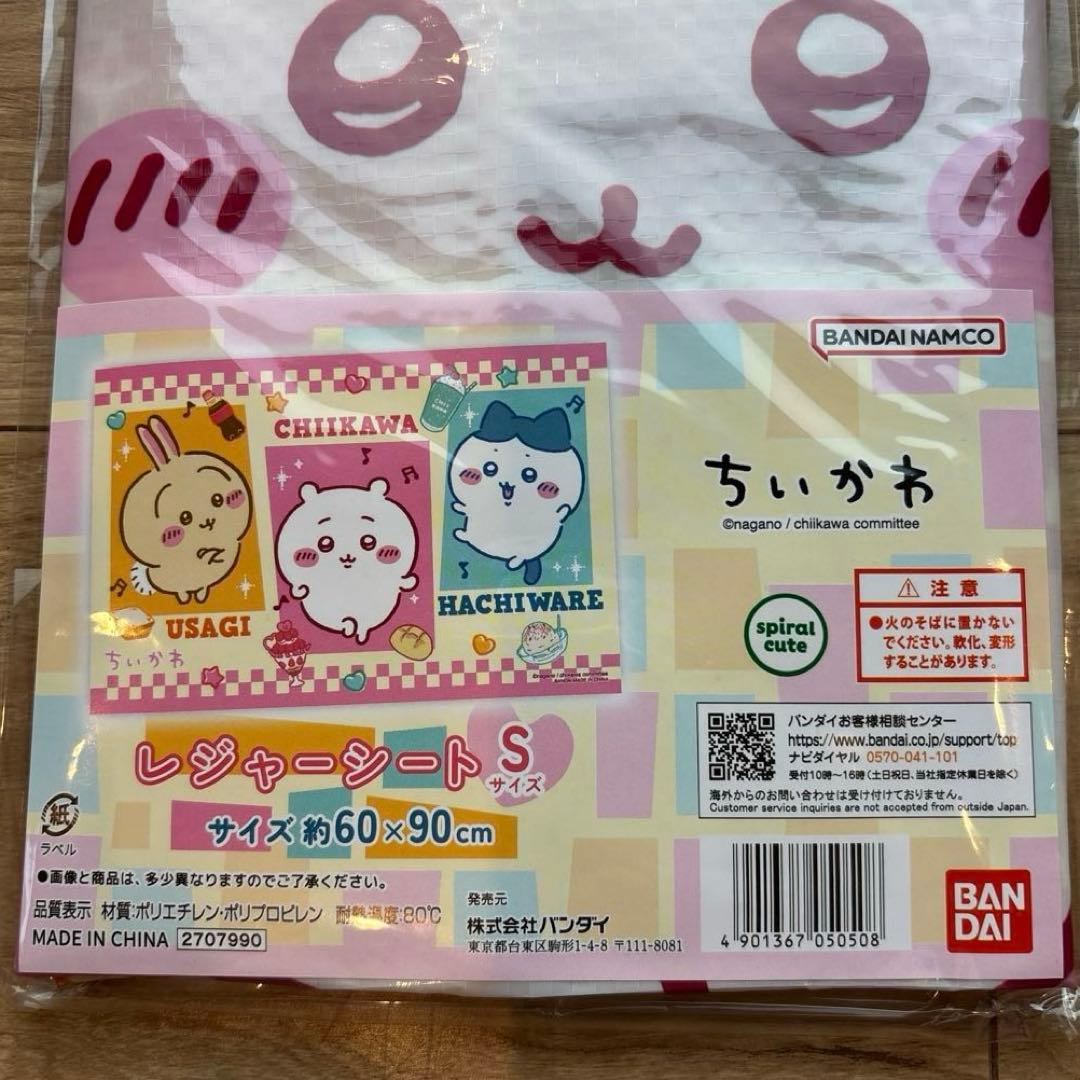 BANDAI NAMCO
CHIIKAWA
USAGI
HACHIWARE
ちいかわ
ちいかわ
©nagano / chiikawa committee
spiral
cute
⚠ 注意
●火のそばに置かない
でください。軟化、変形
することがあります。
レジャーシート Sサイズ
サイズ 約60×90cm
バンダイお客様相談センター
https://www.bandai.co.jp/support/top
ナビダイヤル 0570-041-101
受付10時～16時(土日祝日、当社指定休業日を除く)
海外からのお問い合わせは受け付けておりません。
Customer service inquiries are not accepted from outside Japan.
紙
ラベル
●画像と商品は、多少異なりますのでご了承ください。
品質表示 材質:ポリエチレン・ポリプロピレン 耐熱温度:80℃
MADE IN CHINA 2707990
発売元
株式会社バンダイ
東京都台東区駒形1-4-8 〒111-8081
4 901367 050508
BAN
DAI